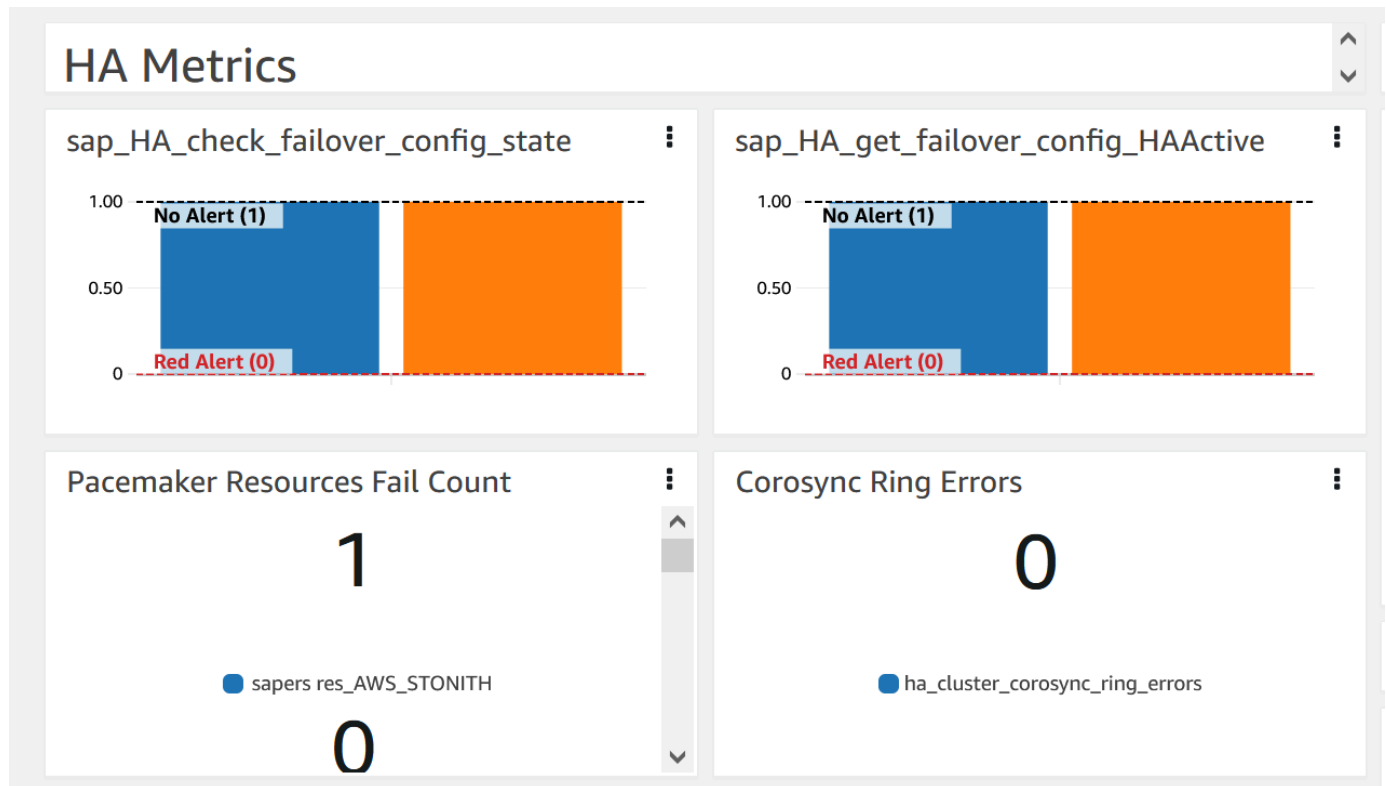 HA Metrics
sap_HA_check_failover_config_state
1.00
No Alert (1)
0.50
Red Alert (0)
0
sap_HA_get_failover_config_HAActive
1.00
No Alert (1)
0.50
Red Alert (0)
0
Pacemaker Resources Fail Count
1
sapers res_AWS_STONITH
0
Corosync Ring Errors
0
ha_cluster_corosync_ring_errors